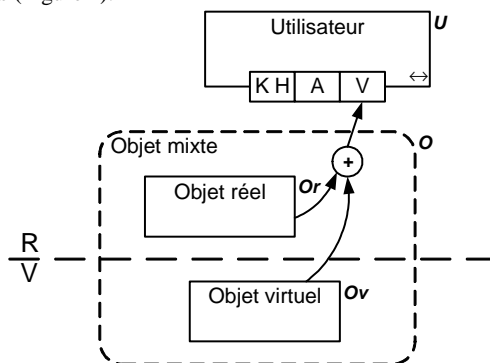 Utilisateur
U
K H
A
V
↔
Objet mixte
O
+
Objet réel
Or
R
V
Objet virtuel
Ov